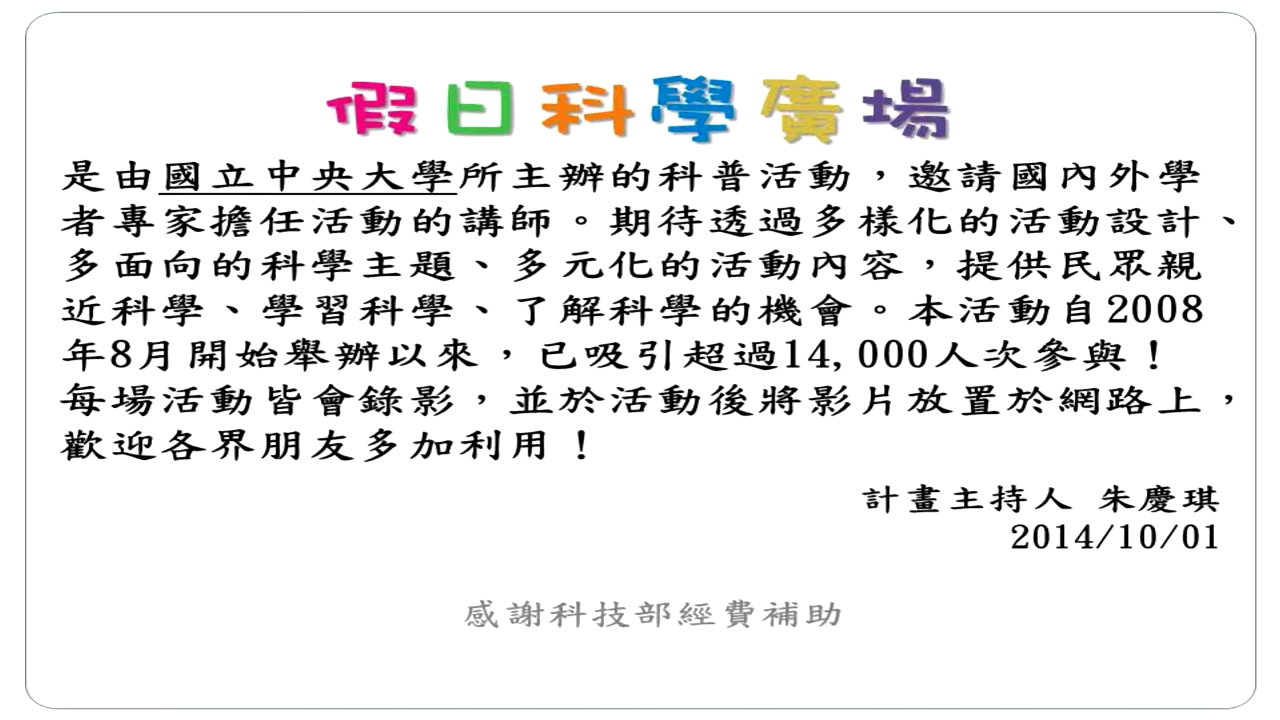 假日科學廣場
是由國立中央大學所主辦的科普活動，邀請國內外學
者專家擔任活動的講師。期待透過多樣化的活動設計、
多面向的科學主題、多元化的活動內容，提供民眾親
近科學、學習科學、了解科學的機會。本活動自2008
年8月開始舉辦以來，已吸引超過14,000人次參與！
每場活動皆會錄影，並於活動後將影片放置於網路上，
歡迎各界朋友多加利用！
計畫主持人 朱慶琪
2014/10/01
感謝科技部經費補助